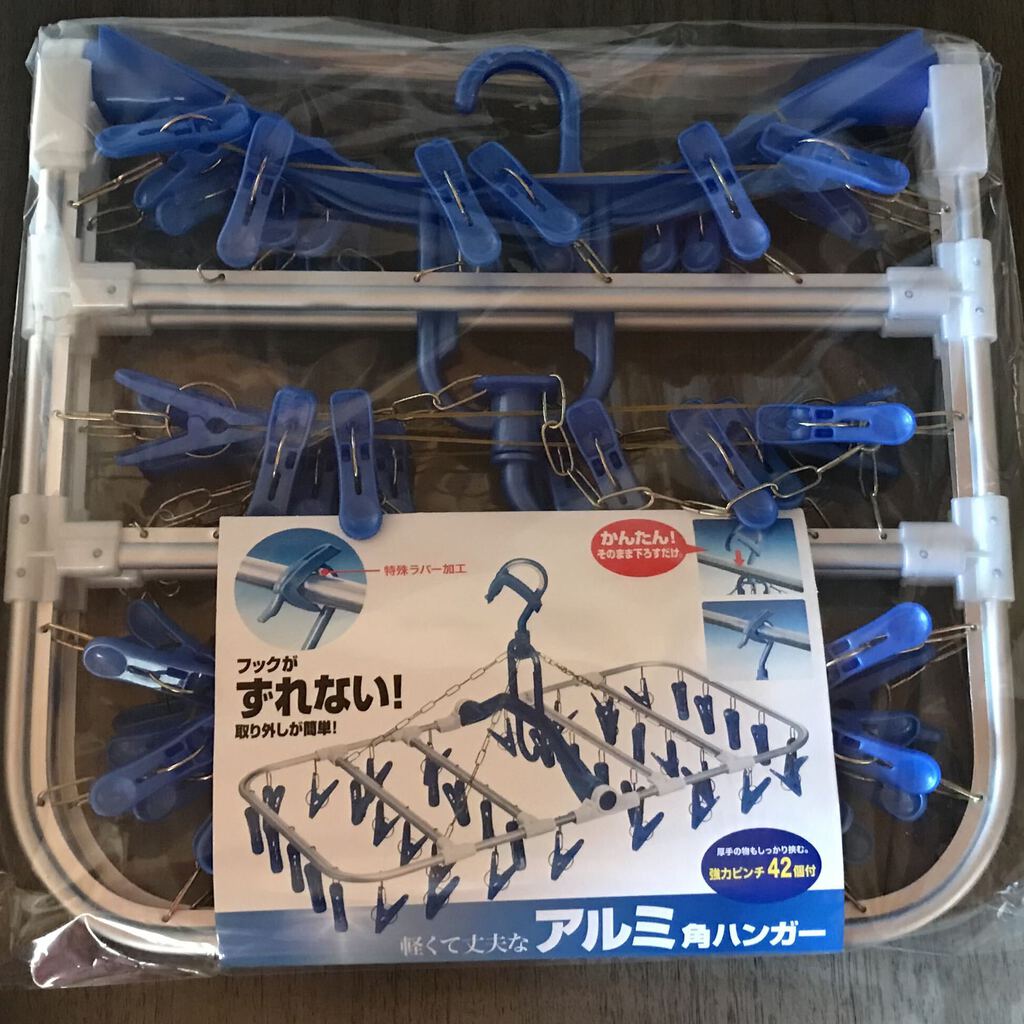 特殊ラバー加工
かんたん!
そのまま下ろすだけ
フックが
ずれない!
取り外しが簡単!
厚手の物もしっかり挟む。
強力ピンチ42個付
軽くて丈夫なアルミ角ハンガー